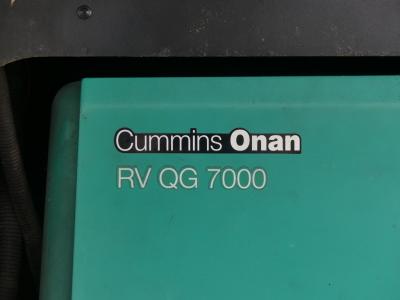 Cummins Onan
RV QG 7000